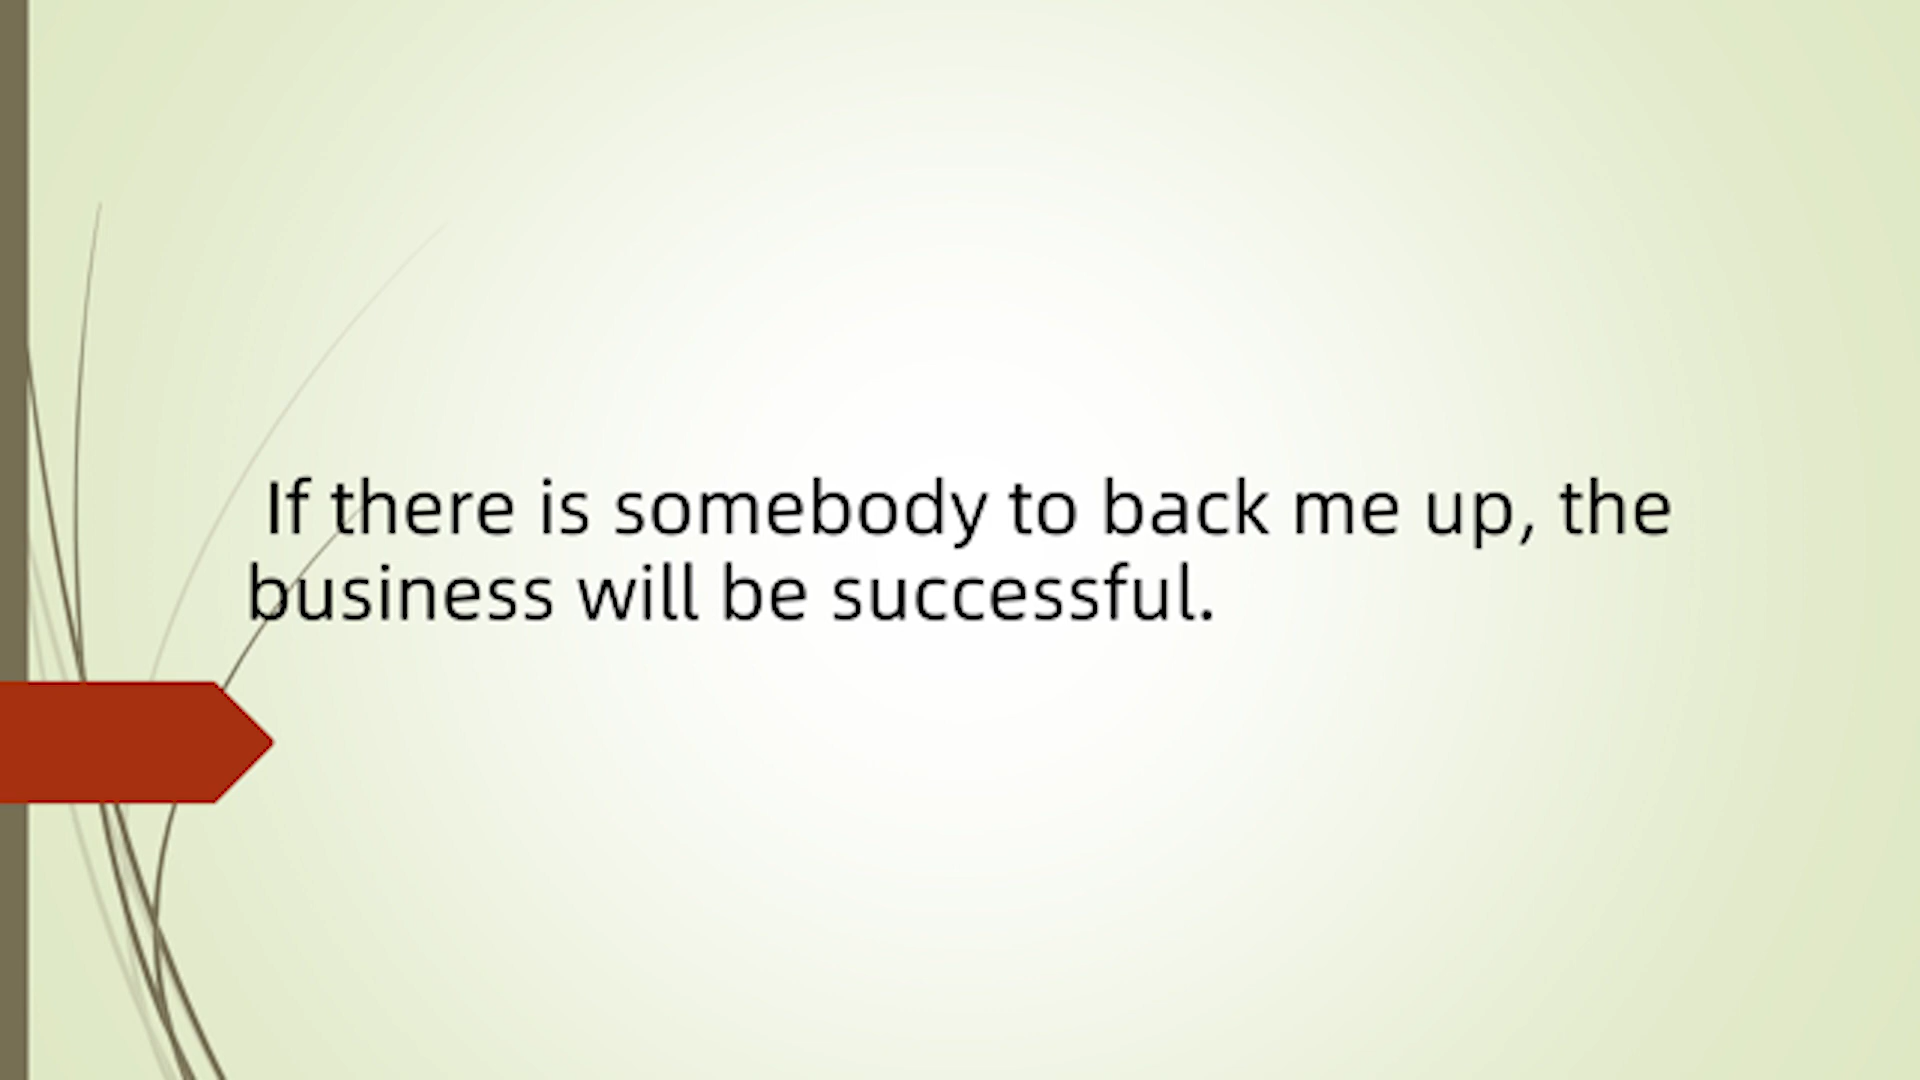 If there is somebody to back me up, the
business will be successful.